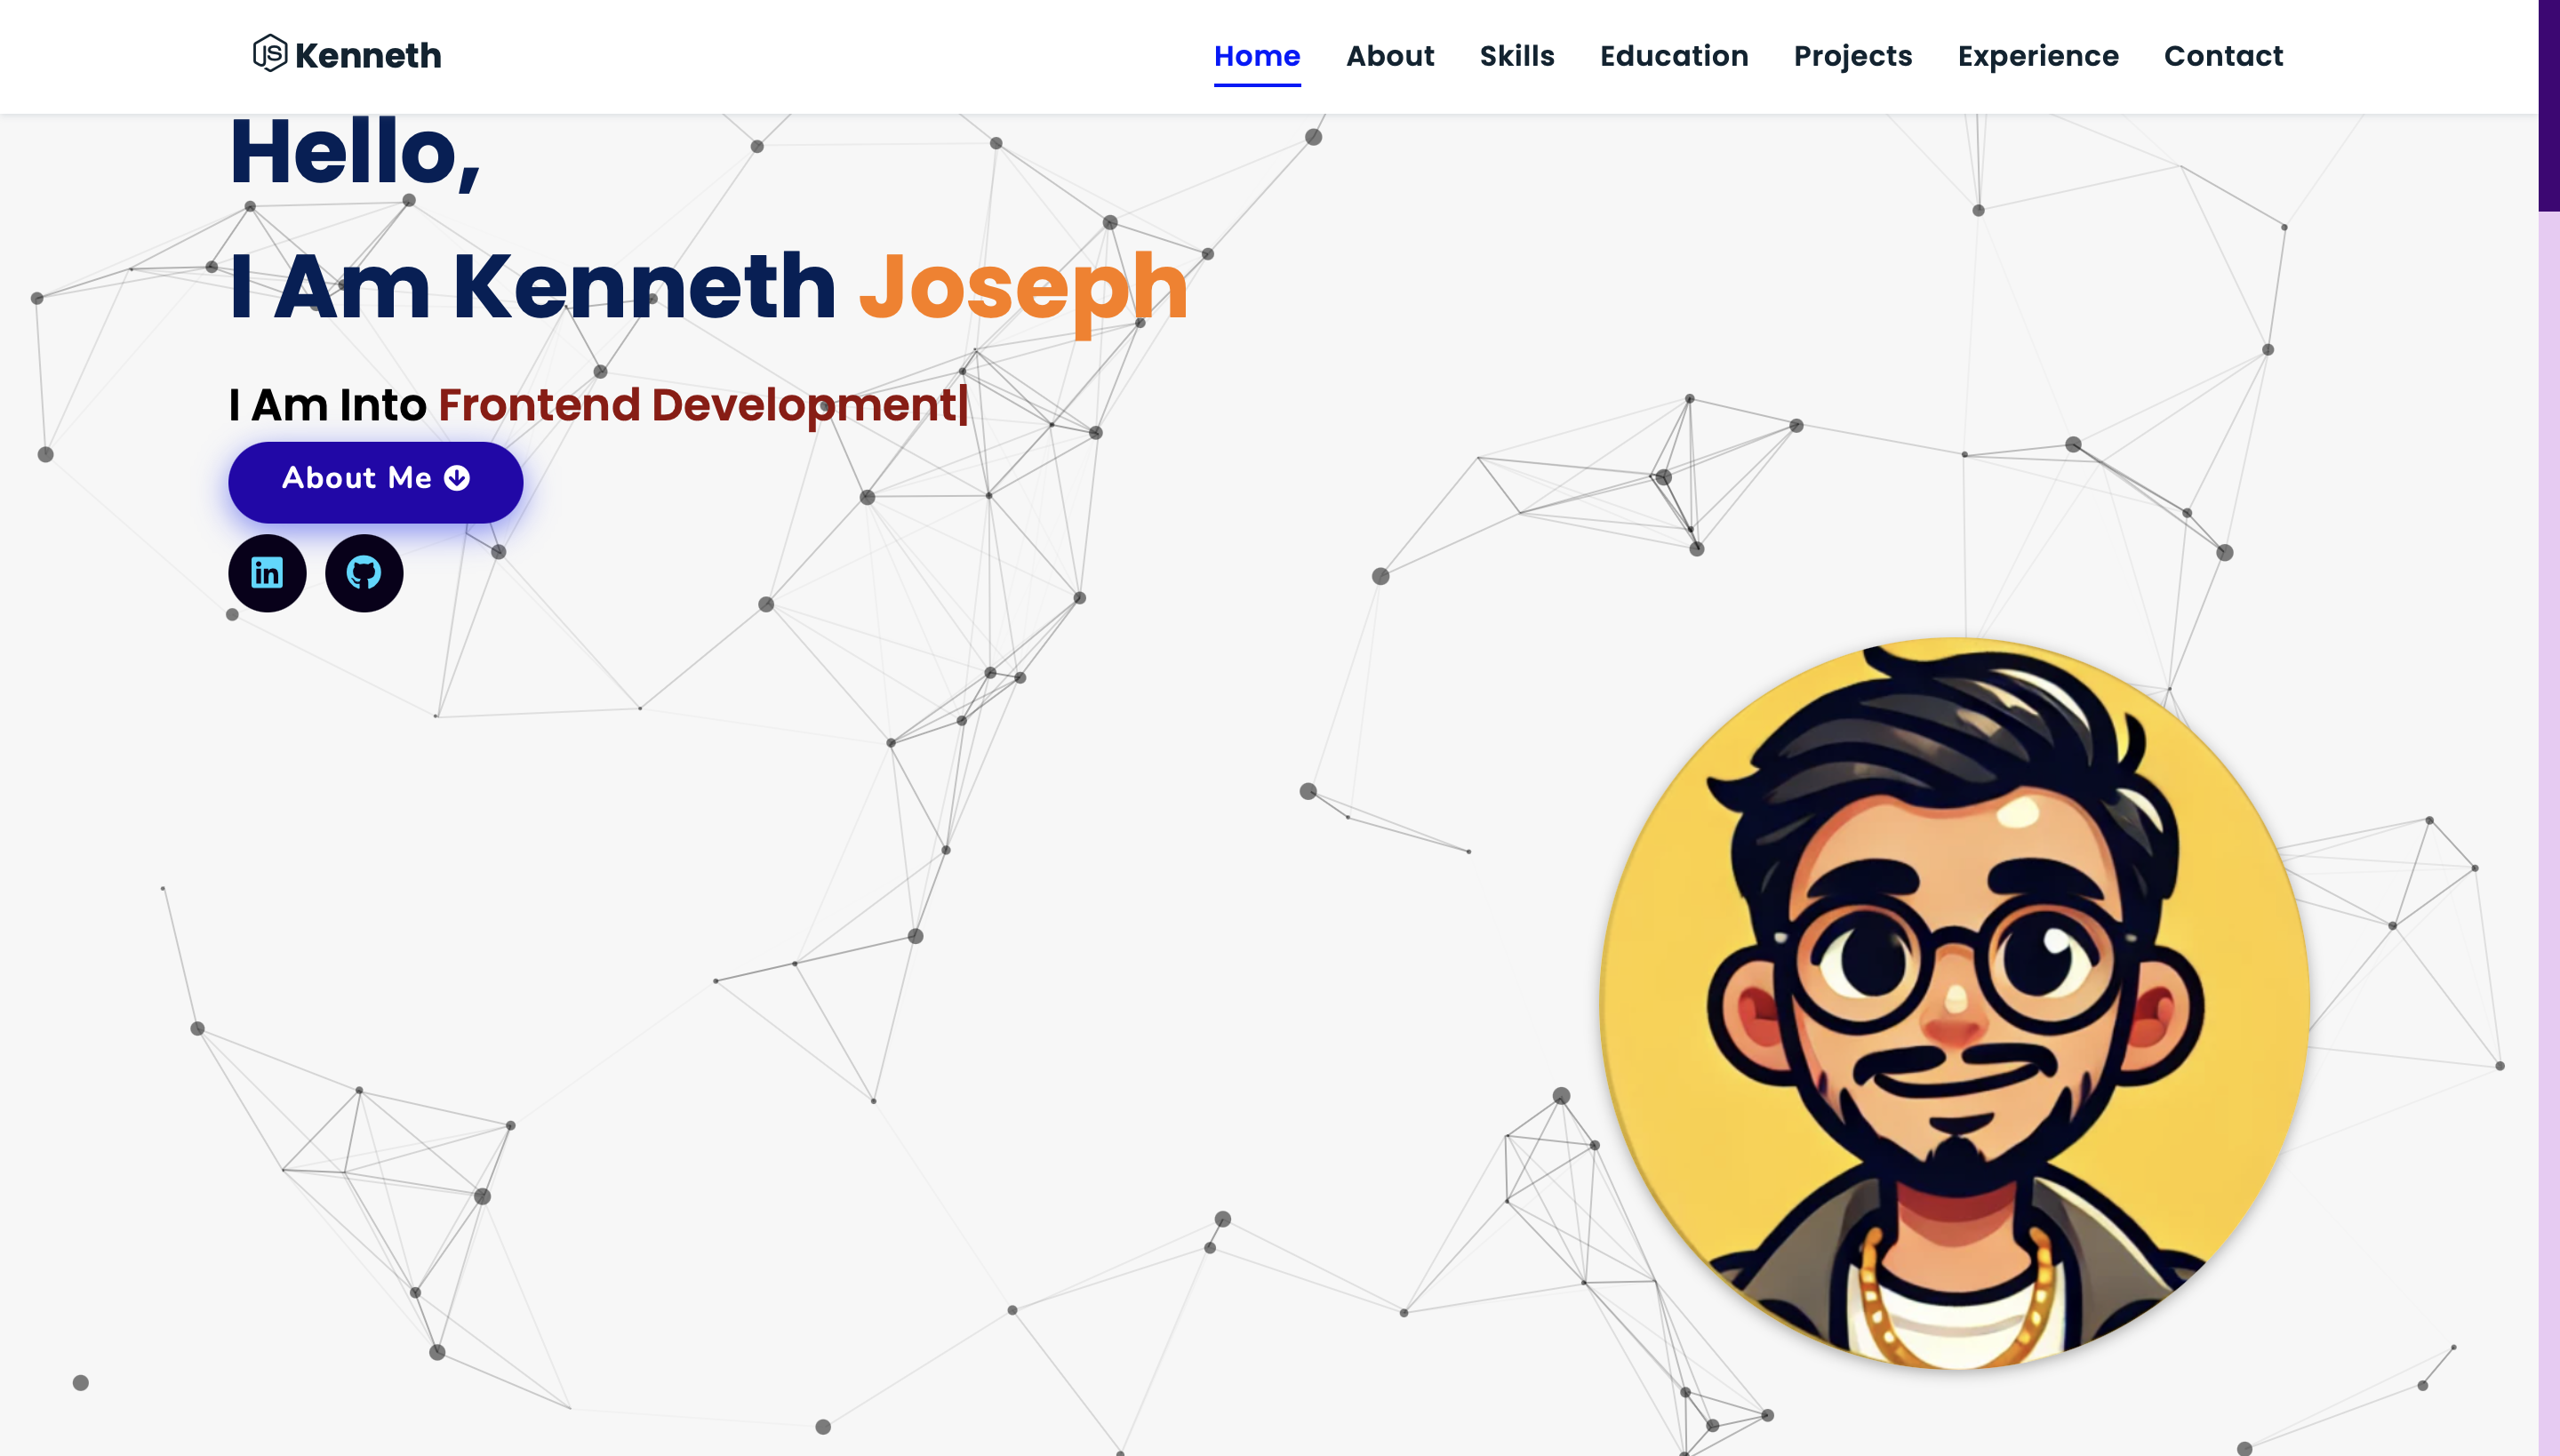 Kenneth
Home About Skills Education Projects Experience Contact
Hello,
I Am Kenneth Joseph
I Am Into Frontend Development|
About Me